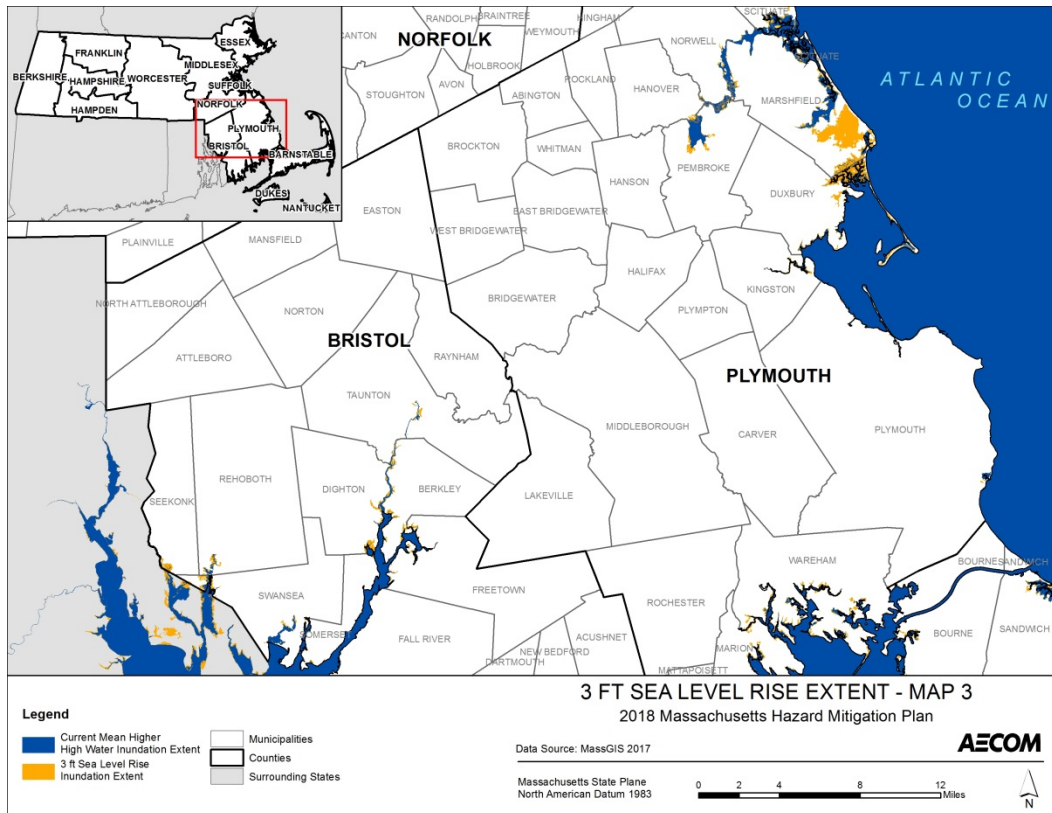 ESSEX
FRANKLIN
MIDDLESEX
BERKSHIRE
WORCESTER
HAMPSHIRE
SUFFOLK
HAMPDEN
NORFOLK
PLYMOUTH
BRISTOL
BARNSTABLE
DUKES
NANTUCKET
RANDOLPH
BRAINTREE
HINGHAM
SCITUATE
CANTON
WEYMOUTH
NORFOLK
NORWELL
HOLBROOK
STOUGHTON
AVON
ROCKLAND
HANOVER
ABINGTON
MARSHFIELD
ATLANTIC
OCEAN
BROCKTON
WHITMAN
PEMBROKE
HANSON
DUXBURY
EASTON
EAST BRIDGEWATER
WEST BRIDGEWATER
PLAINVILLE
MANSFIELD
HALIFAX
BRIDGEWATER
KINGSTON
NORTH ATTLEBOROUGH
NORTON
PLYMPTON
BRISTOL
ATTLEBORO
RAYNHAM
PLYMOUTH
TAUNTON
MIDDLEBOROUGH
CARVER
PLYMOUTH
REHOBOTH
DIGHTON
BERKLEY
SEEKONK
LAKEVILLE
WAREHAM
BOURNE
SANDWICH
FREETOWN
SWANSEA
ROCHESTER
SOMERSET
FALL RIVER
ACUSHNET
BOURNE
SANDWICH
NEW BEDFORD
MARION
DARTMOUTH
MATTAPOISETT
3 FT SEA LEVEL RISE EXTENT - MAP 3
2018 Massachusetts Hazard Mitigation Plan
Legend
Current Mean Higher
High Water Inundation Extent
3 ft Sea Level Rise
Inundation Extent
Municipalities
Counties
Surrounding States
Data Source: MassGIS 2017
AECOM
Massachusetts State Plane
North American Datum 1983
0 2 4 8 12
Miles
N